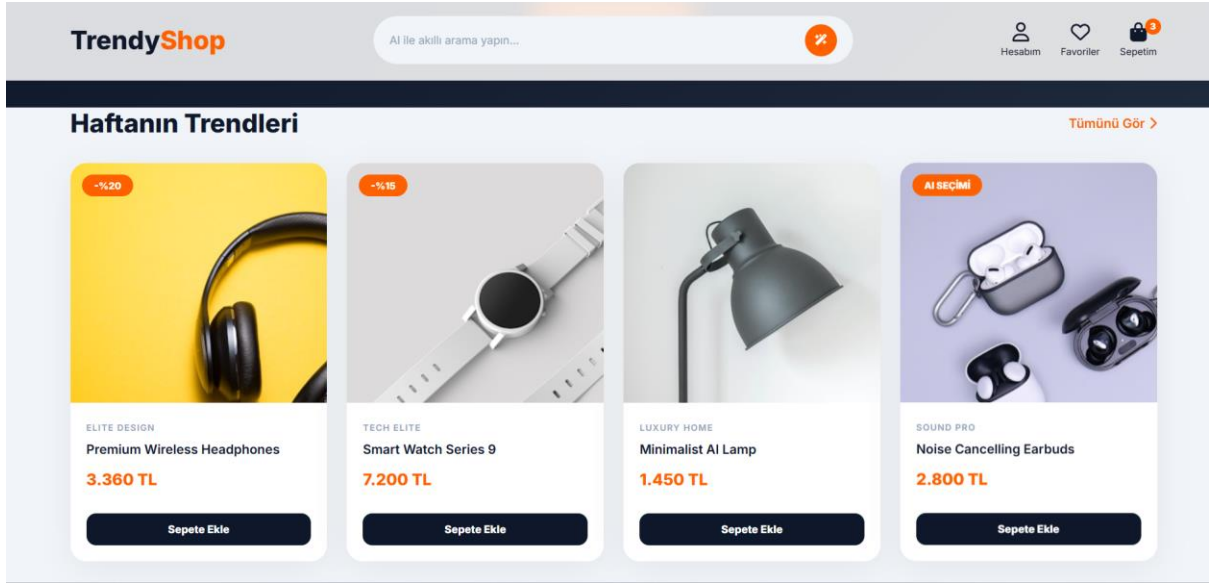 TrendyShop
AI ile akıllı arama yapın...
Hesabım
Favoriler
3
Sepetim
Haftanın Trendleri
Tümünü Gör
-%20
-%15
AI SEÇİMİ
ELITE DESIGN
Premium Wireless Headphones
3.360 TL
Sepete Ekle
TECH ELITE
Smart Watch Series 9
7.200 TL
Sepete Ekle
LUXURY HOME
Minimalist AI Lamp
1.450 TL
Sepete Ekle
SOUND PRO
Noise Cancelling Earbuds
2.800 TL
Sepete Ekle